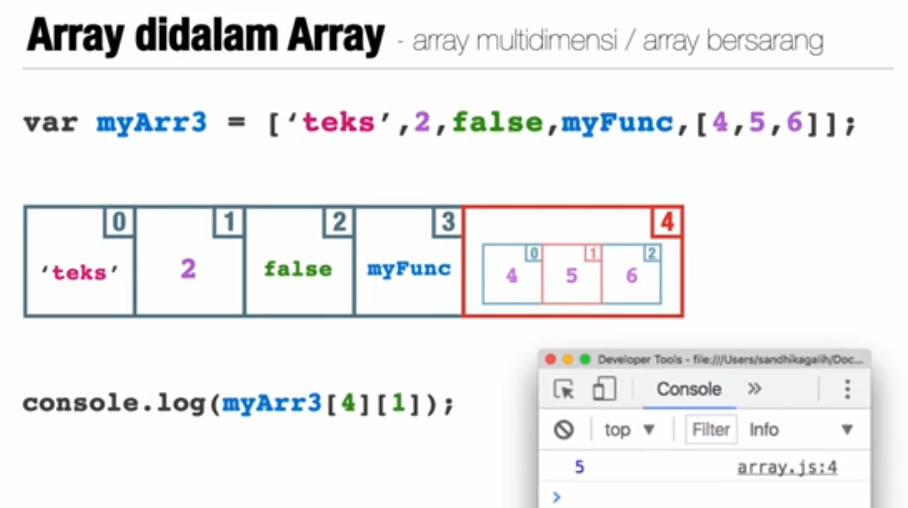 Array didalam Array - array multidimensi / array bersarang
var myArr3 = [‘teks’,2,false,myFunc,[4,5,6]];
0 1 2 3 4
‘teks’ 2 false myFunc
0 1 2
4 5 6
console.log(myArr3[4][1]);
Developer Tools - file:///Users/sandhikagalih/Doc...
Console »
top ▼ Filter Info ▼
5 array.js:4
>